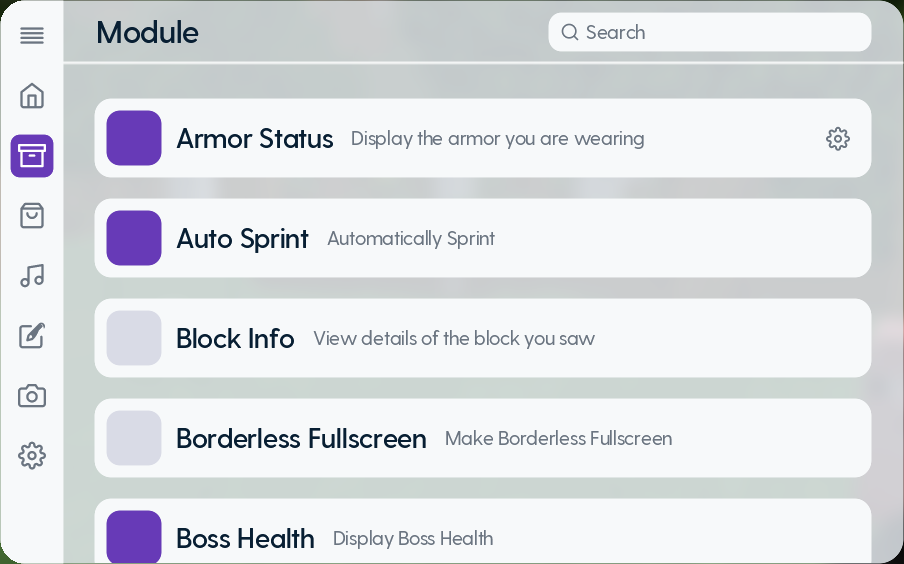 Module
Search
Armor Status Display the armor you are wearing
Auto Sprint Automatically Sprint
Block Info View details of the block you saw
Borderless Fullscreen Make Borderless Fullscreen
Boss Health Display Boss Health